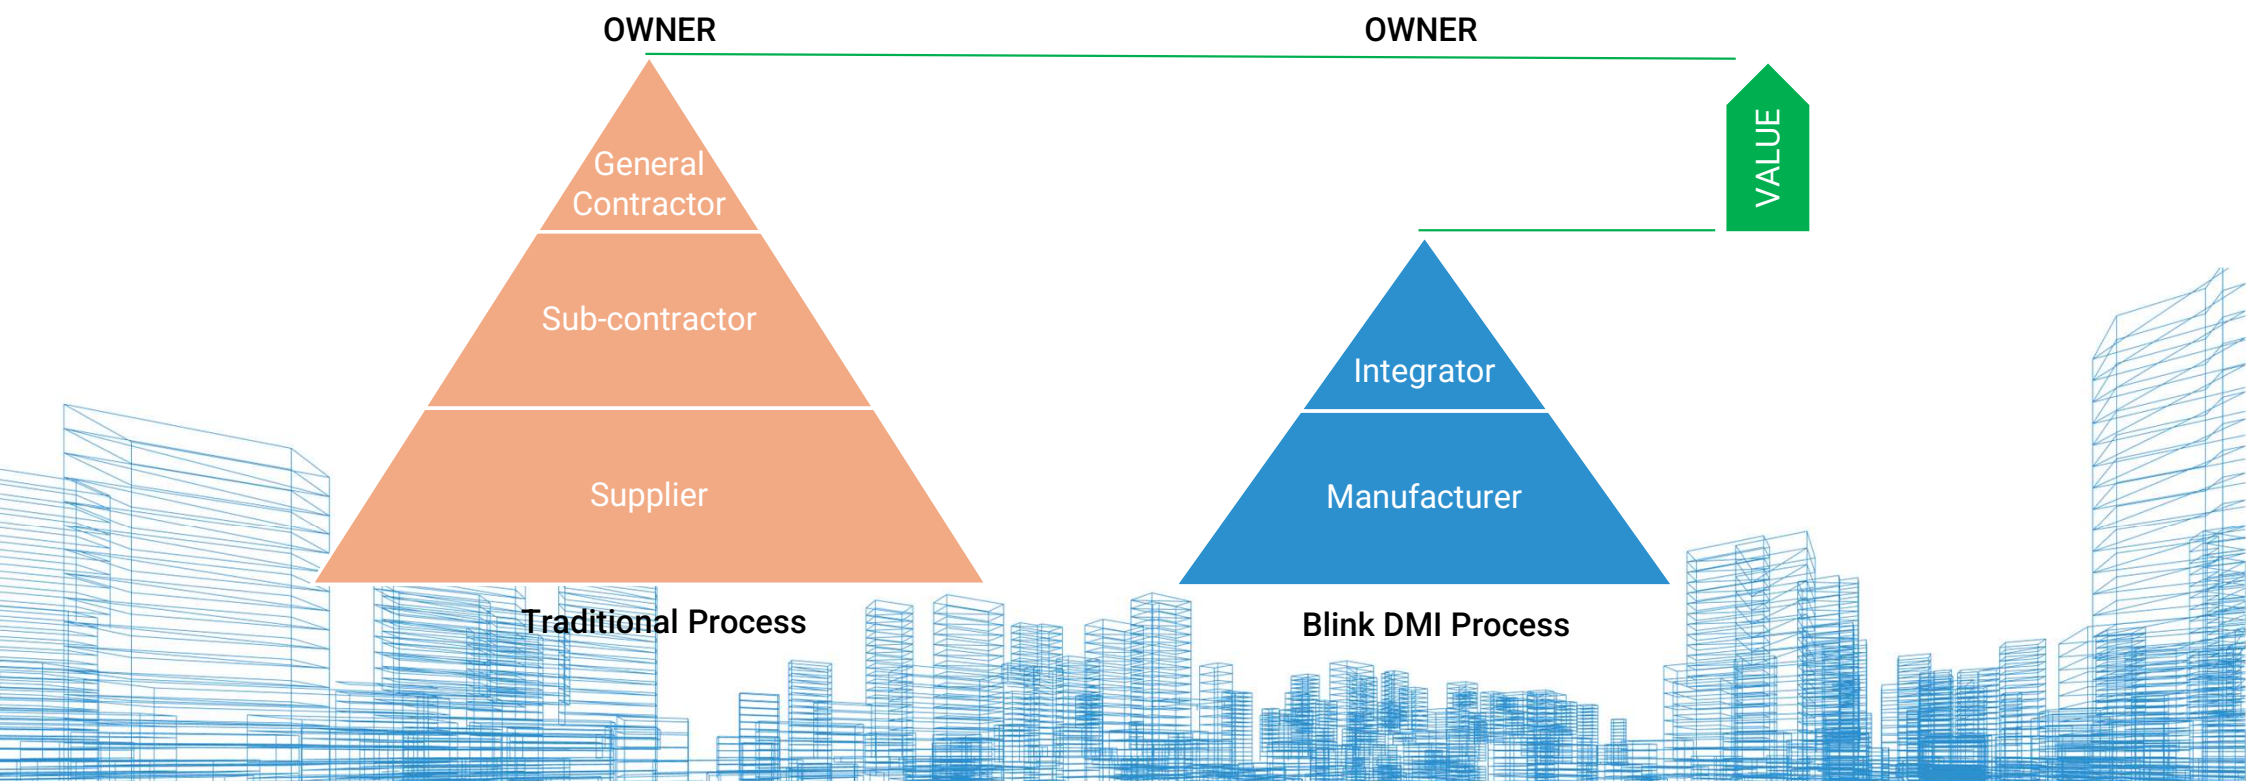 OWNER
OWNER
VALUE
General
Contractor
Sub-contractor
Integrator
Supplier
Manufacturer
Traditional Process
Blink DMI Process